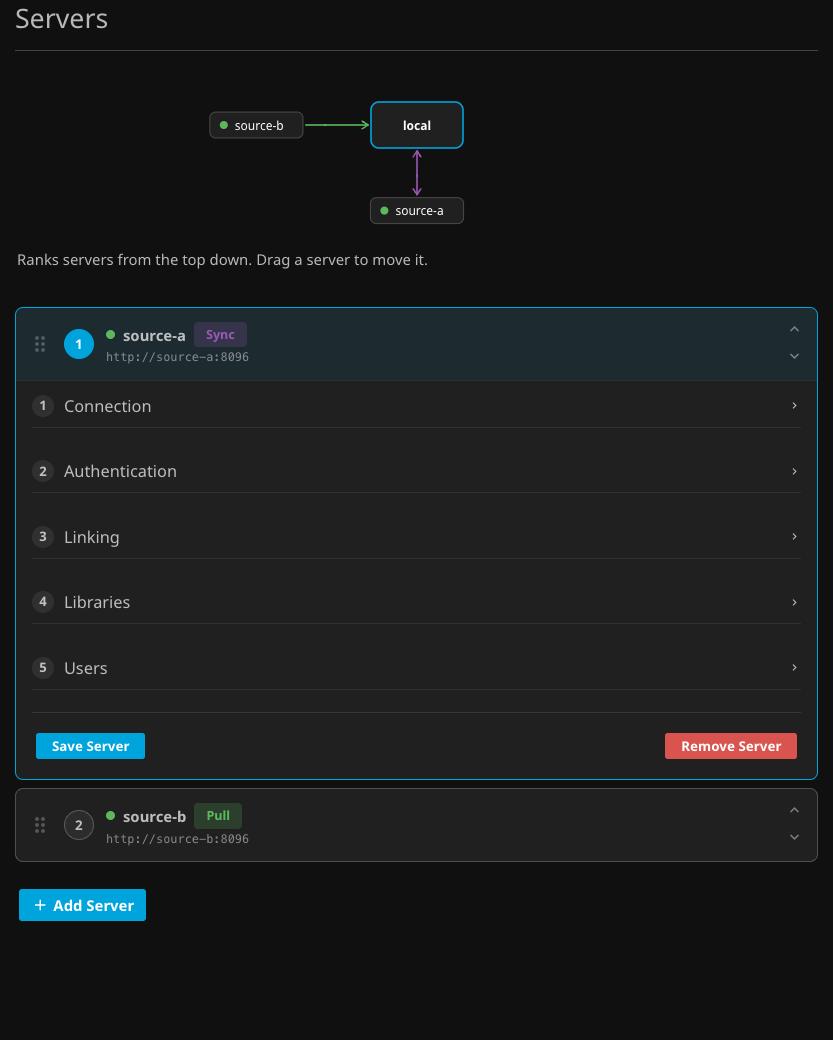 Servers
source-b
local
source-a
Ranks servers from the top down. Drag a server to move it.
1 source-a Sync
http://source-a:8096
1 Connection
2 Authentication
3 Linking
4 Libraries
5 Users
Save Server Remove Server
2 source-b Pull
http://source-b:8096
+ Add Server